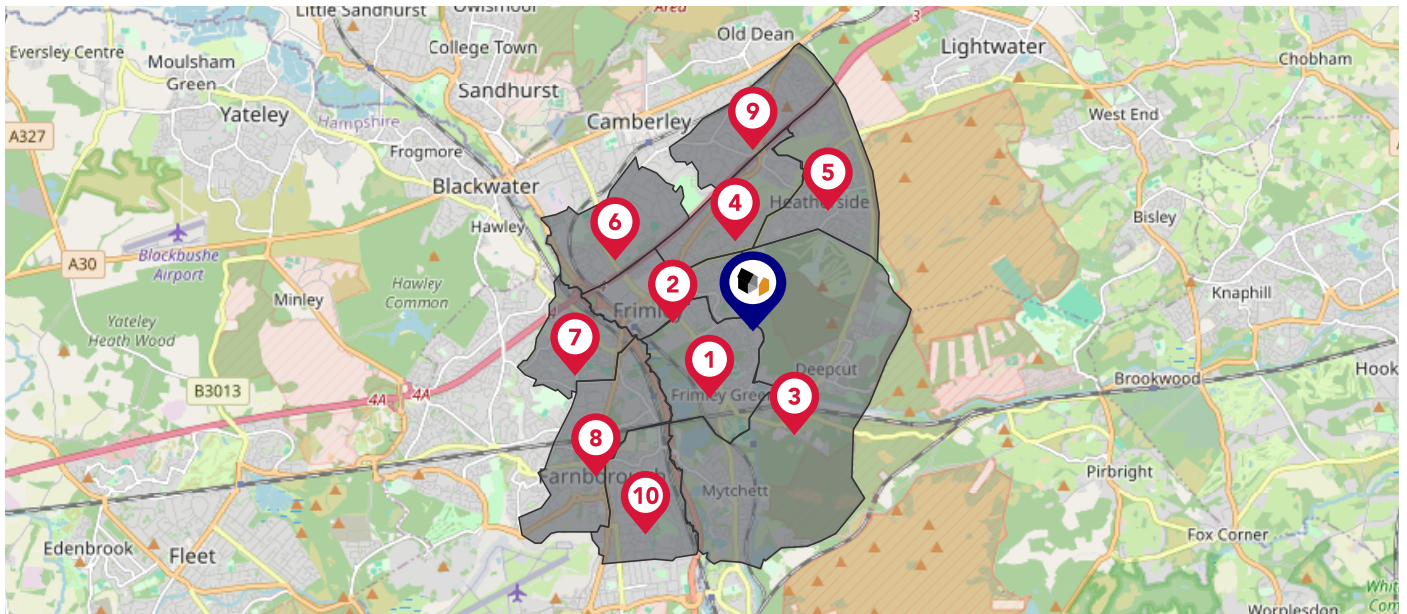 Little Sandhurst
Owlsmoor
Area
3
Old Dean
Lightwater
Eversley Centre
College Town
Moulsham
Green
Chobham
Sandhurst
Yateley
Hampshire
Camberley
9
West End
A327
Frogmore
5
Blackwater
4
Heatherside
6
Bisley
Hawley
Blackbushe
Airport
A30
2
Hawley
Common
Minley
Knaphill
Yateley
Heath Wood
7
1
Deepcut
Hook
B3013
4A
4A
Frimley Green
3
Brookwood
8
Farnborough
Pirbright
10
Mytchett
Edenbrook
Fleet
Fox Corner
Worplesdon